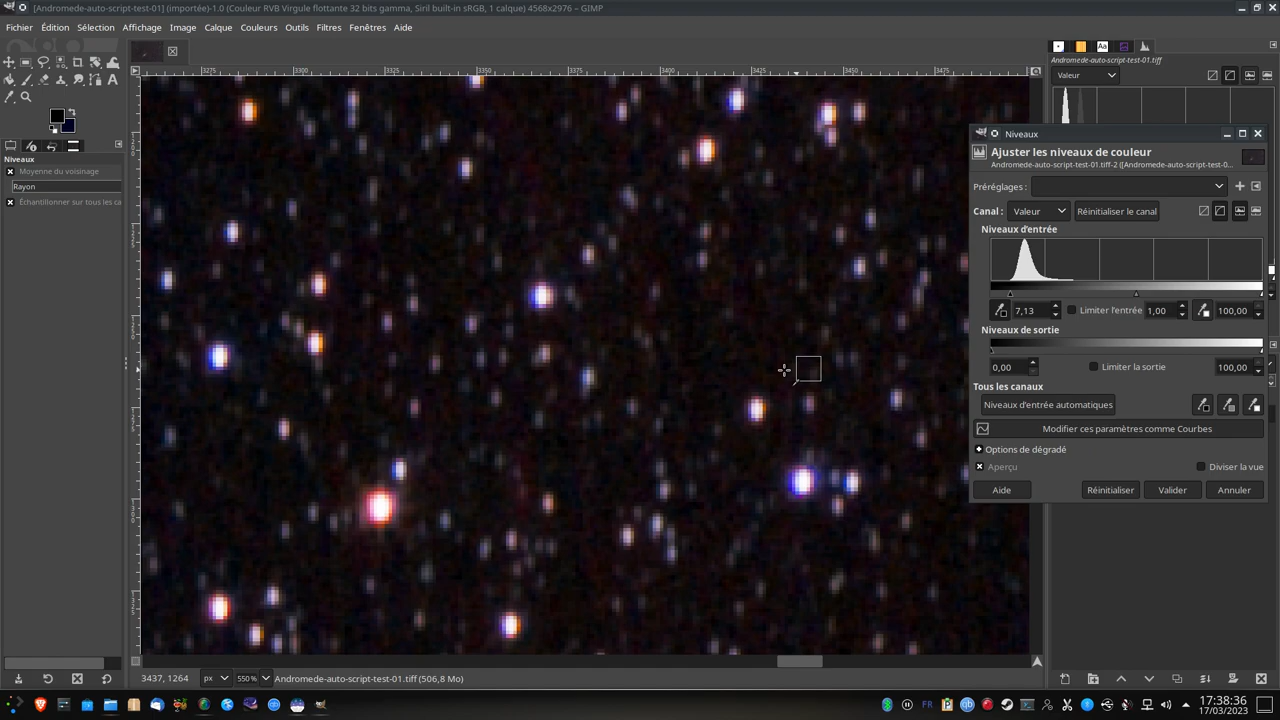 [Andromede-auto-script-test-01] (importée)-1.0 (Couleur RVB Virgule flottante 32 bits gamma, Siril built-in sRGB, 1 calque) 4568x2976 – GIMP
Fichier Édition Sélection Affichage Image Calque Couleurs Outils Filtres Fenêtres Aide
3275 3300 3325 3350 3375 3400 3425 3450 3475
Andromede-auto-script-test-01.tiff
Valeur
Niveaux
Moyenne du voisinage
Rayon
Échantillonner sur tous les ca
Niveaux
Ajuster les niveaux de couleur
Andromede-auto-script-test-01.tiff-2 ([Andromede-auto-script-test-0...
Préréglages :
Canal : Valeur Réinitialiser le canal
Niveaux d'entrée
7,13 Limiter l'entrée 1,00 100,00
Niveaux de sortie
0,00 Limiter la sortie 100,00
Tous les canaux
Niveaux d'entrée automatiques
Modifier ces paramètres comme Courbes
Options de dégradé
Aperçu Diviser la vue
Aide Réinitialiser Valider Annuler
3437, 1264 px 550 % Andromede-auto-script-test-01.tiff (506,8 Mo)
FR
17:38:36
17/03/2023